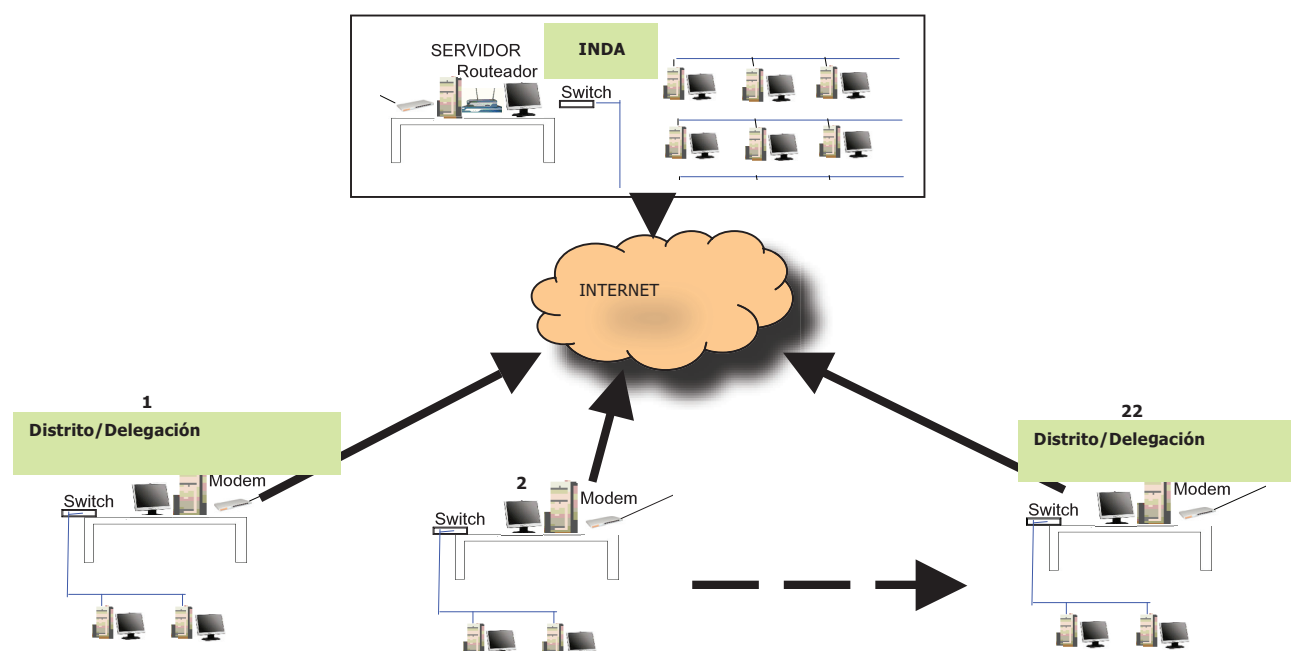 SERVIDOR
INDA
Routeador
Switch
INTERNET
1
Distrito/Delegación
Modem
Switch
2
Modem
Switch
22
Distrito/Delegación
Modem
Switch